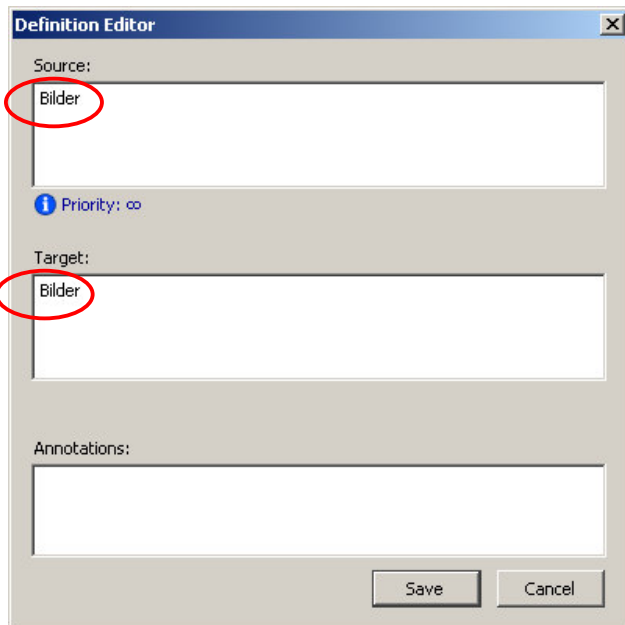 Definition Editor
Source:
Bilder
Priority: ∞
Target:
Bilder
Annotations:
Save Cancel